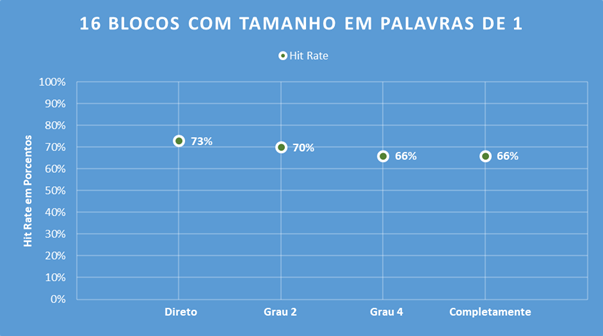 16 BLOCOS COM TAMANHO EM PALAVRAS DE 1
Hit Rate
Hit Rate em Porcentos
100%
90%
80%
70%
60%
50%
40%
30%
20%
10%
0%
73%
70%
66%
66%
Direto
Grau 2
Grau 4
Completamente